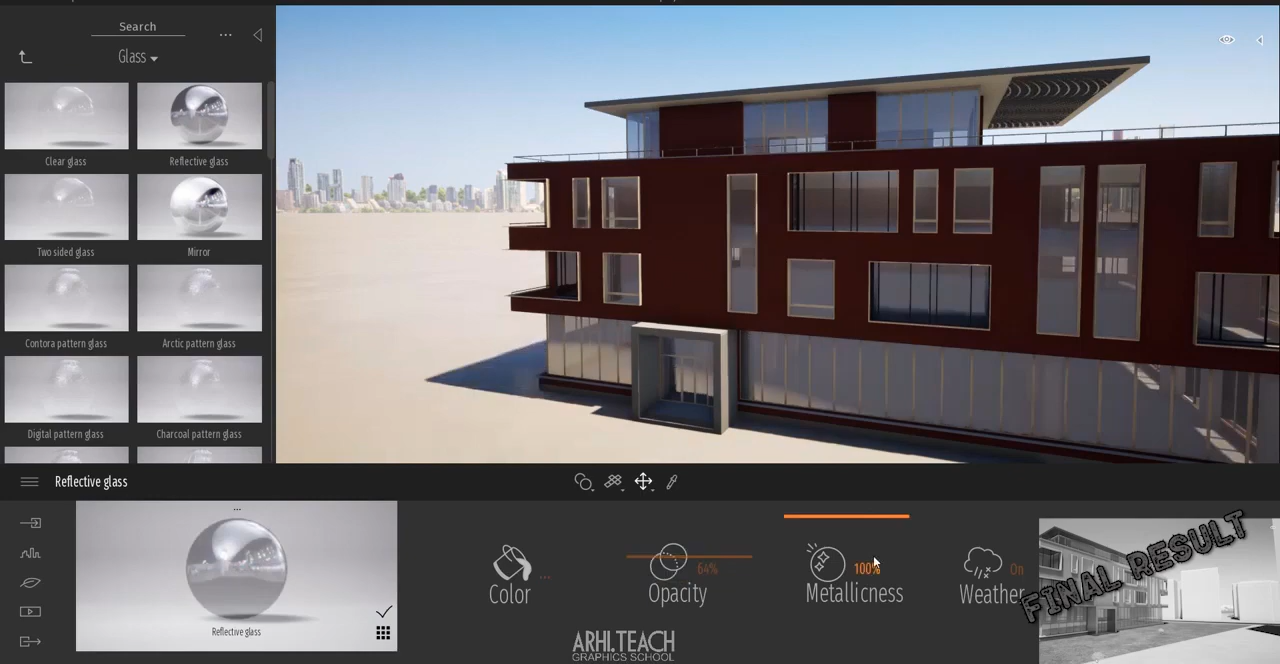 Search
...
Glass
Clear glass
Reflective glass
Two sided glass
Mirror
Contora pattern glass
Arctic pattern glass
Digital pattern glass
Charcoal pattern glass
Reflective glass
...
Reflective glass
Color
...
Opacity
64%
Metallicness
100%
Weather
On
FINAL RESULT
ARHI.TEACH
GRAPHICS SCHOOL